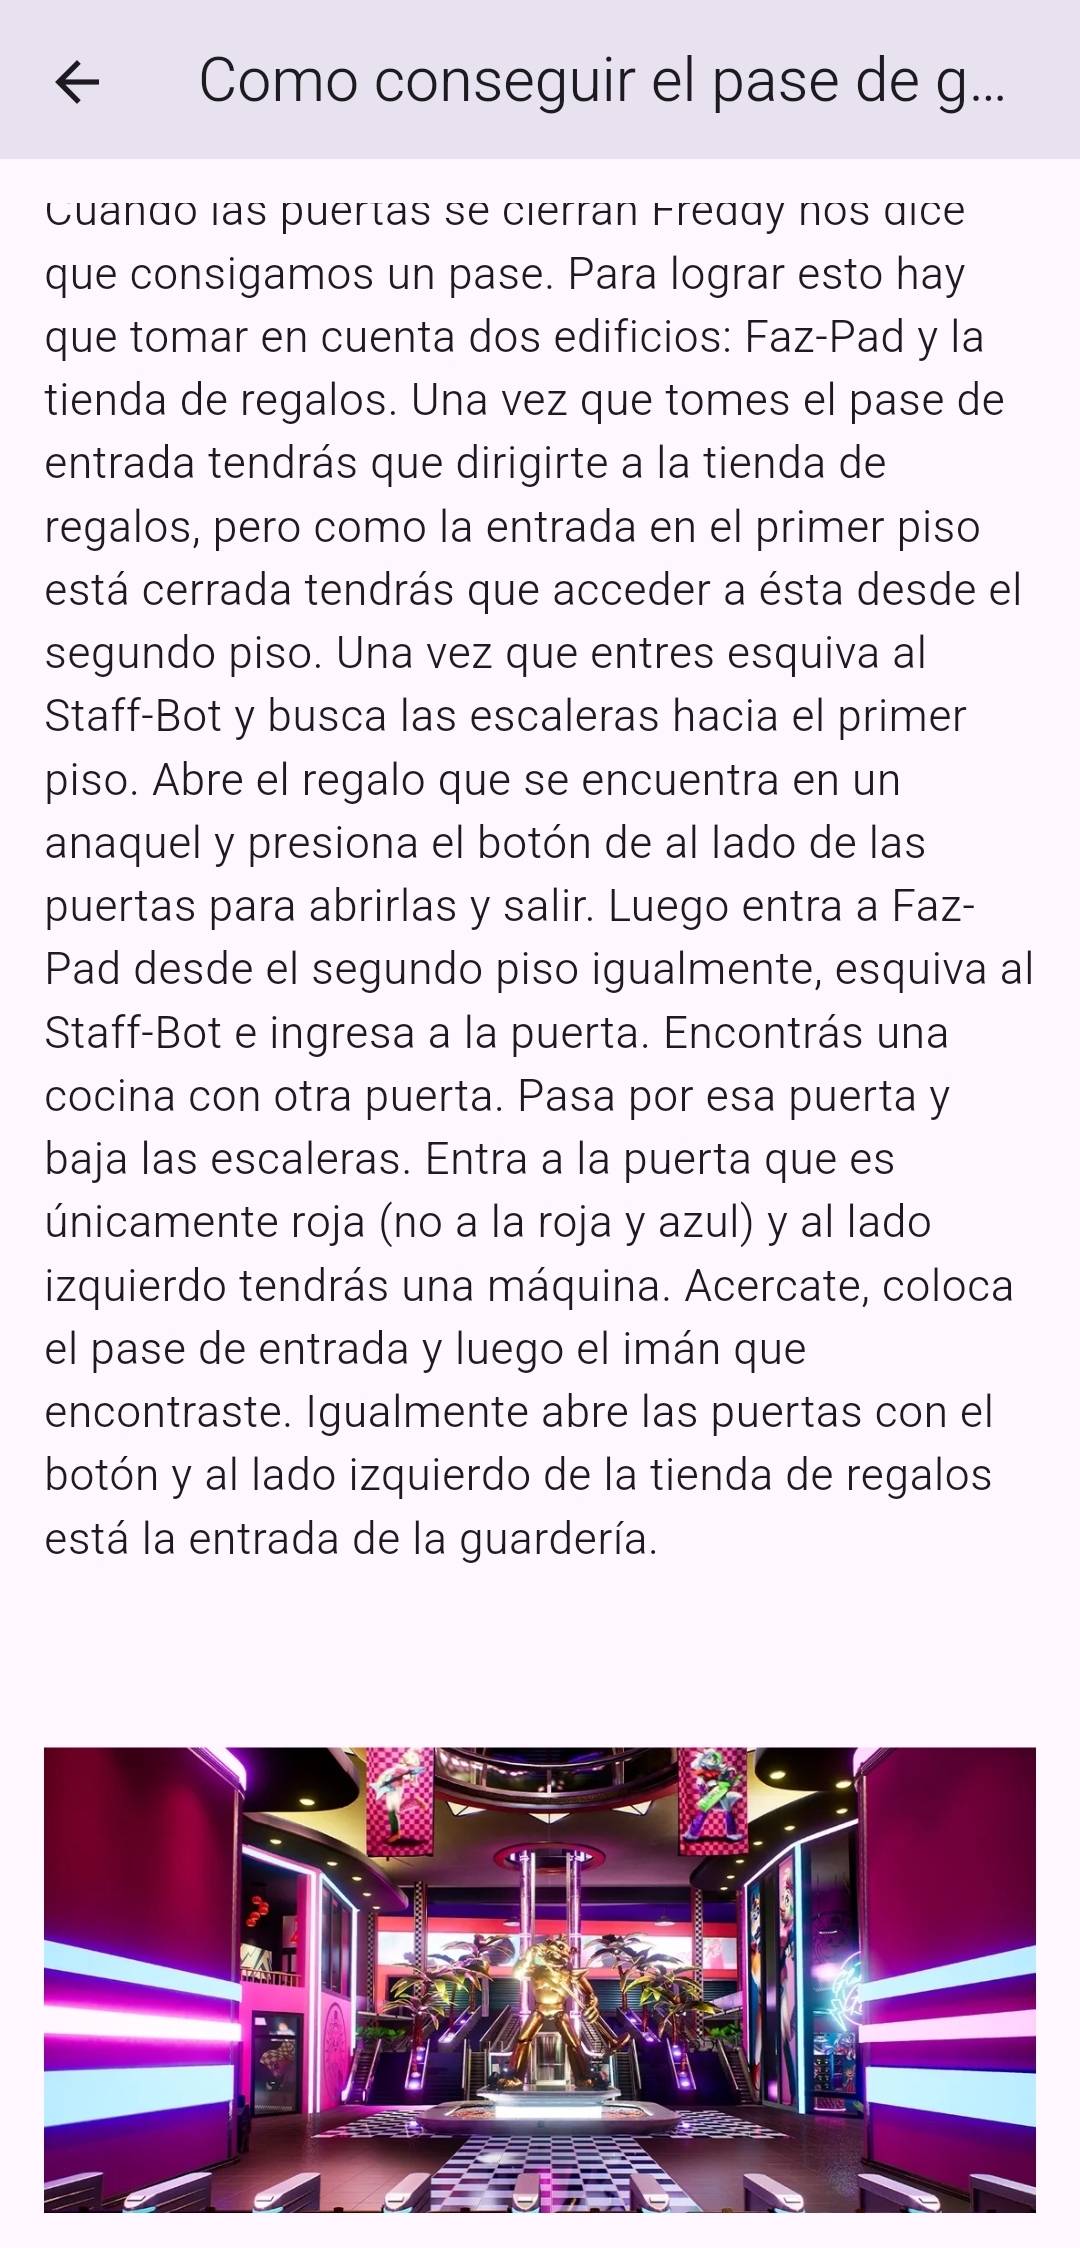 Como conseguir el pase de g...
Cuando las puertas se cierran Freddy nos dice
que consigamos un pase. Para lograr esto hay
que tomar en cuenta dos edificios: Faz-Pad y la
tienda de regalos. Una vez que tomes el pase de
entrada tendrás que dirigirte a la tienda de
regalos, pero como la entrada en el primer piso
está cerrada tendrás que acceder a ésta desde el
segundo piso. Una vez que entres esquiva al
Staff-Bot y busca las escaleras hacia el primer
piso. Abre el regalo que se encuentra en un
anaquel y presiona el botón de al lado de las
puertas para abrirlas y salir. Luego entra a Faz-
Pad desde el segundo piso igualmente, esquiva al
Staff-Bot e ingresa a la puerta. Encontrás una
cocina con otra puerta. Pasa por esa puerta y
baja las escaleras. Entra a la puerta que es
únicamente roja (no a la roja y azul) y al lado
izquierdo tendrás una máquina. Acercate, coloca
el pase de entrada y luego el imán que
encontraste. Igualmente abre las puertas con el
botón y al lado izquierdo de la tienda de regalos
está la entrada de la guardería.